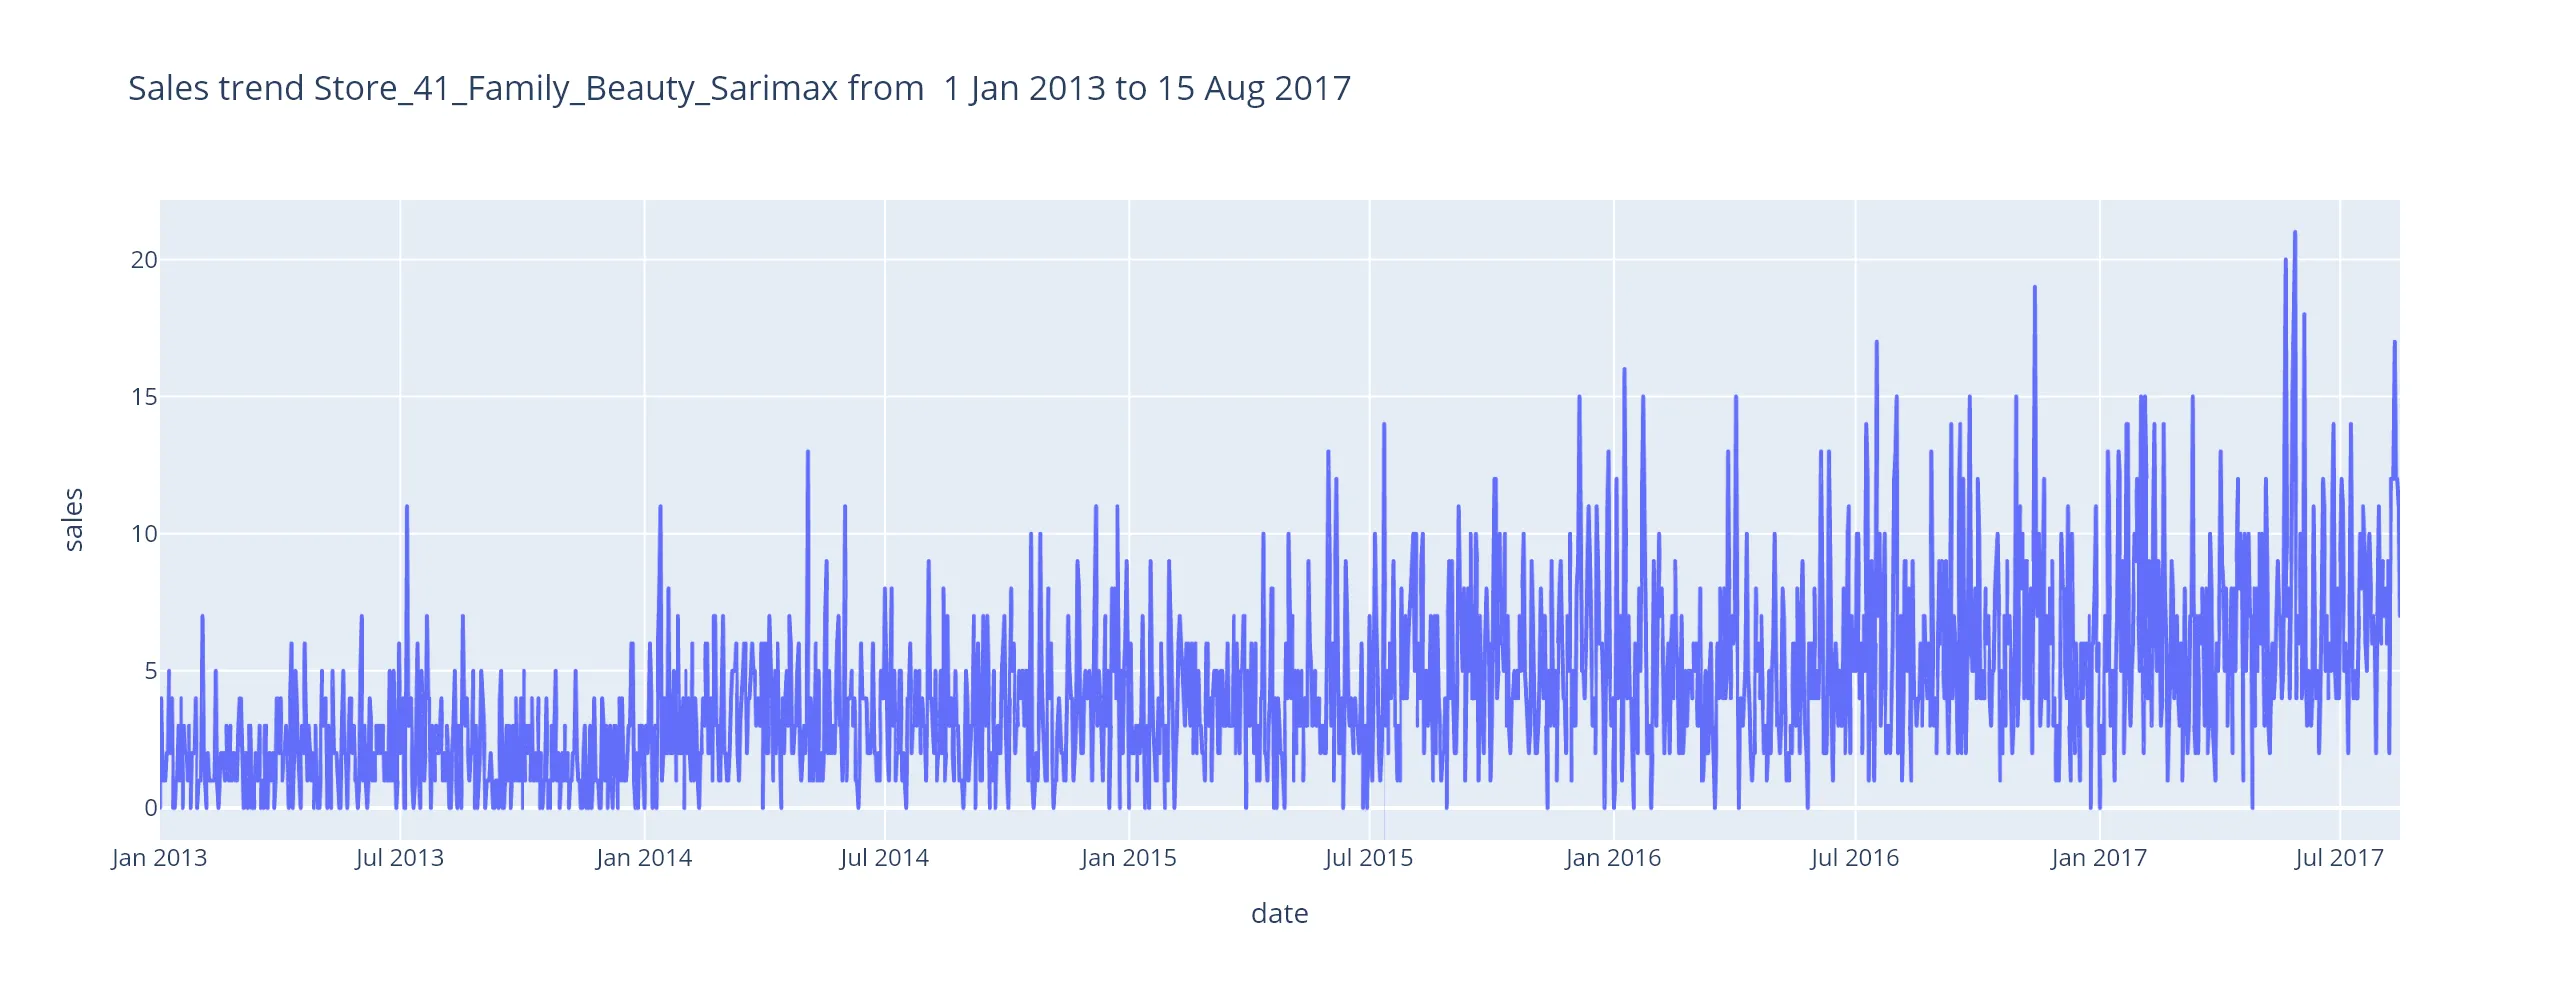 Sales trend Store_41_Family_Beauty_Sarimax from  1 Jan 2013 to 15 Aug 2017
sales
20
15
10
5
0
Jan 2013 Jul 2013 Jan 2014 Jul 2014 Jan 2015 Jul 2015 Jan 2016 Jul 2016 Jan 2017 Jul 2017
date